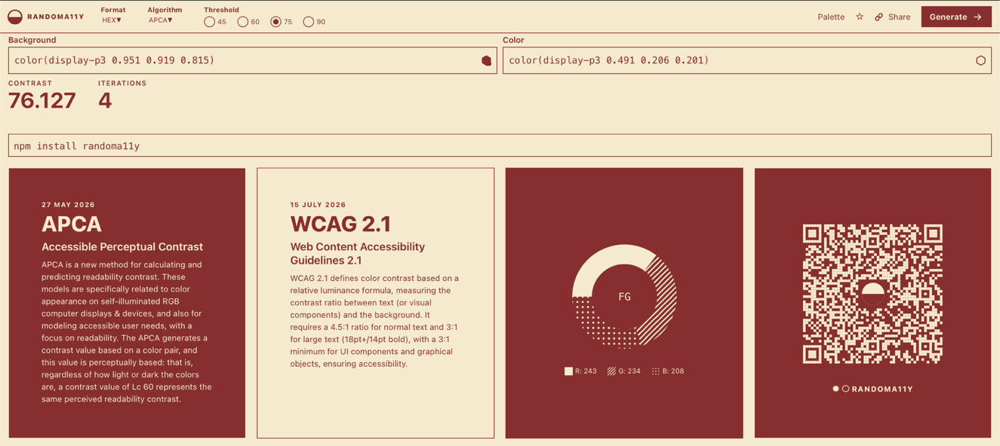 RANDOMA11Y
Format
HEX▼
Algorithm
APCA▼
Threshold
45
60
75
90
Palette
Share
Generate →
Background
color(display-p3 0.951 0.919 0.815)
Color
color(display-p3 0.491 0.206 0.201)
CONTRAST
76.127
ITERATIONS
4
npm install randoma11y
27 MAY 2026
APCA
Accessible Perceptual Contrast
APCA is a new method for calculating and
predicting readability contrast. These
models are specifically related to color
appearance on self-illuminated RGB
computer displays & devices, and also for
modeling accessible user needs, with a
focus on readability. The APCA generates a
contrast value based on a color pair, and
this value is perceptually based: that is,
regardless of how light or dark the colors
are, a contrast value of Lc 60 represents the
same perceived readability contrast.
15 JULY 2026
WCAG 2.1
Web Content Accessibility
Guidelines 2.1
WCAG 2.1 defines color contrast based on a
relative luminance formula, measuring the
contrast ratio between text (or visual
components) and the background. It
requires a 4.5:1 ratio for normal text and 3:1
for large text (18pt+/14pt bold), with a 3:1
minimum for UI components and graphical
objects, ensuring accessibility.
FG
R: 243
G: 234
B: 208
RANDOMA11Y